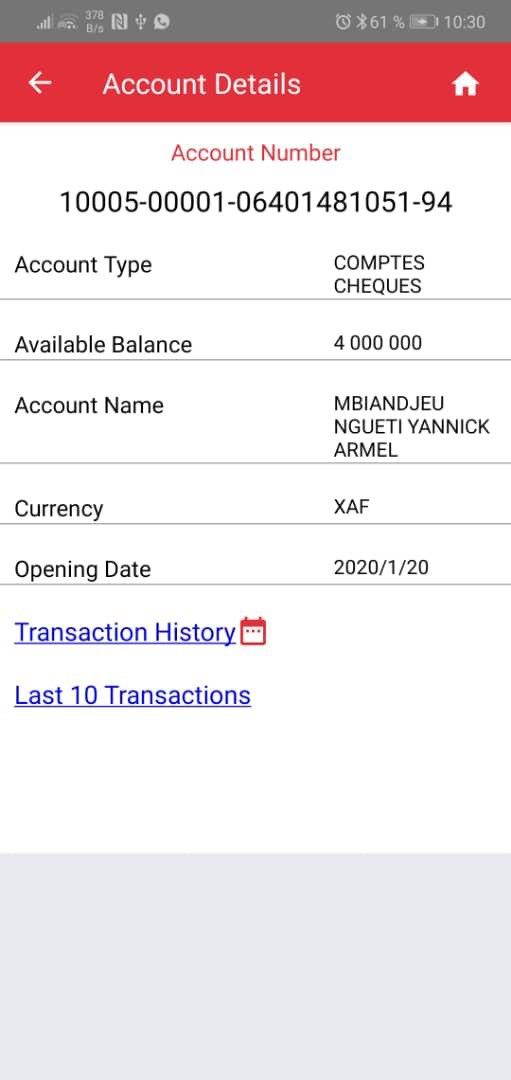 378 B/s 61 % 10:30
Account Details
Account Number
10005-00001-06401481051-94
Account Type COMPTES
CHEQUES
Available Balance 4 000 000
Account Name MBIANDJEU
NGUETI YANNICK
ARMEL
Currency XAF
Opening Date 2020/1/20
Transaction History
Last 10 Transactions